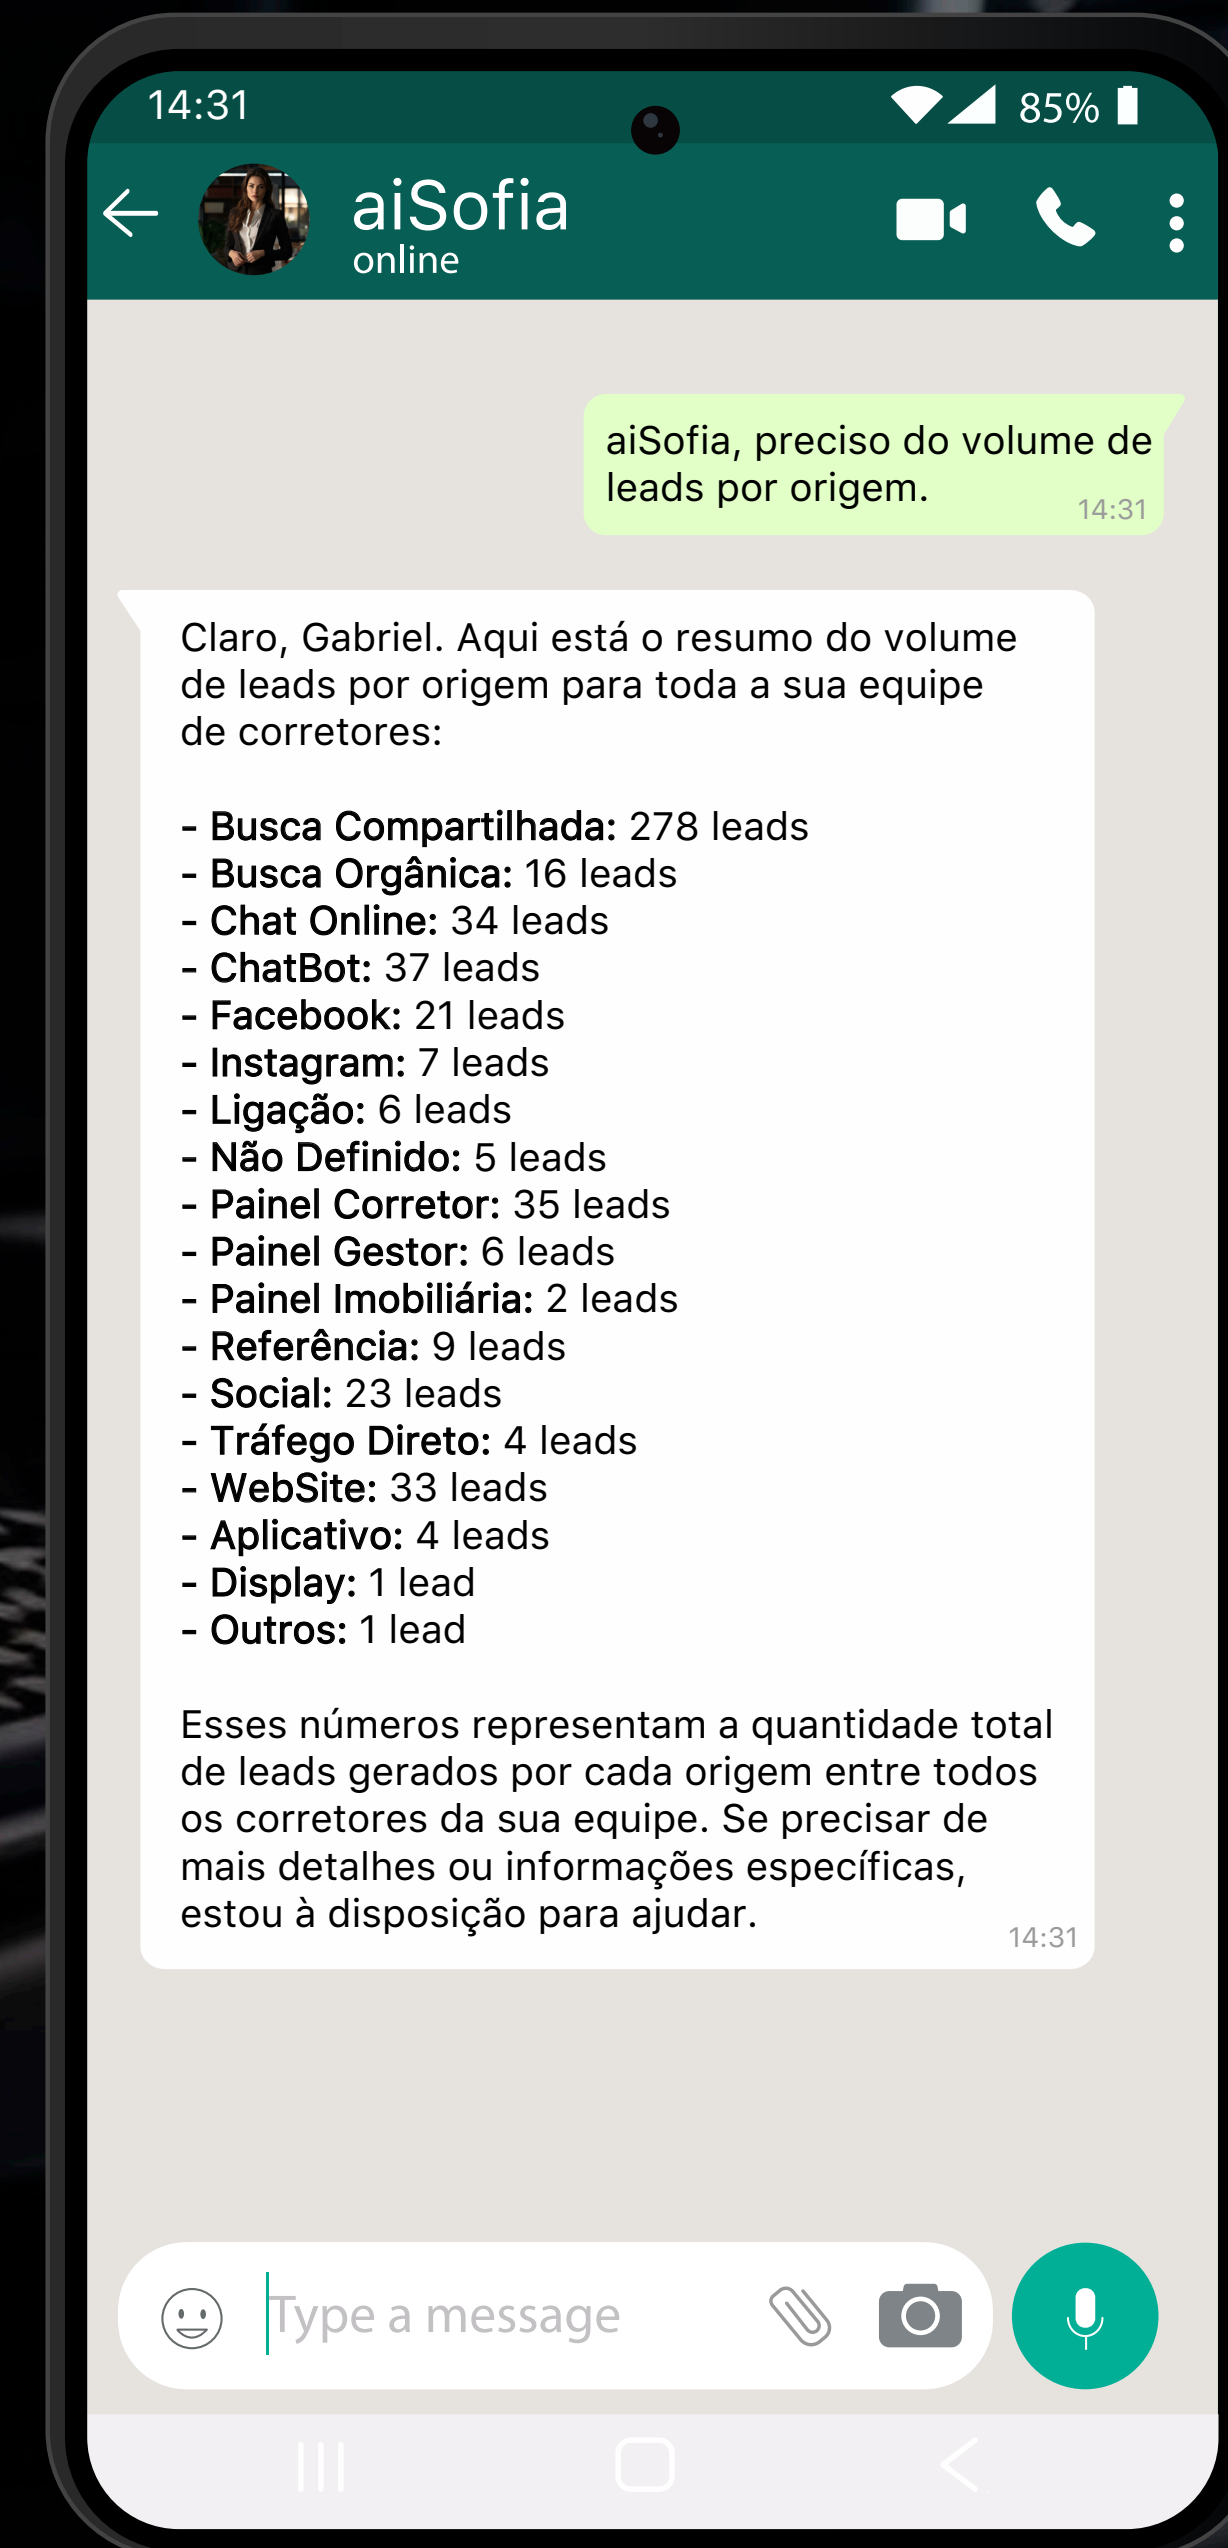 14:31
85%
aiSofia
online
aiSofia, preciso do volume de
leads por origem.
14:31
Claro, Gabriel. Aqui está o resumo do volume
de leads por origem para toda a sua equipe
de corretores:
- Busca Compartilhada: 278 leads
- Busca Orgânica: 16 leads
- Chat Online: 34 leads
- ChatBot: 37 leads
- Facebook: 21 leads
- Instagram: 7 leads
- Ligação: 6 leads
- Não Definido: 5 leads
- Painel Corretor: 35 leads
- Painel Gestor: 6 leads
- Painel Imobiliária: 2 leads
- Referência: 9 leads
- Social: 23 leads
- Tráfego Direto: 4 leads
- WebSite: 33 leads
- Aplicativo: 4 leads
- Display: 1 lead
- Outros: 1 lead
Esses números representam a quantidade total
de leads gerados por cada origem entre todos
os corretores da sua equipe. Se precisar de
mais detalhes ou informações específicas,
estou à disposição para ajudar.
14:31
Type a message